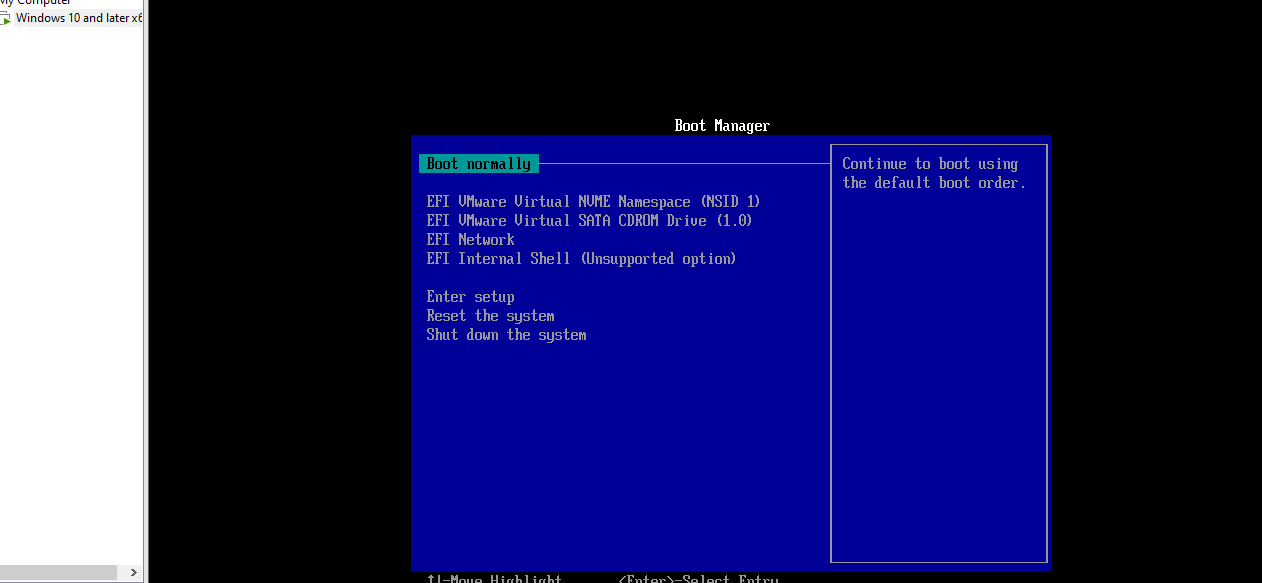 My Computer
Windows 10 and later x6
Boot Manager
Boot normally
Continue to boot using
the default boot order.
EFI VMware Virtual NVME Namespace (NSID 1)
EFI VMware Virtual SATA CDROM Drive (1.0)
EFI Network
EFI Internal Shell (Unsupported option)
Enter setup
Reset the system
Shut down the system
↑↓=Move Highlight <Enter>=Select Entry